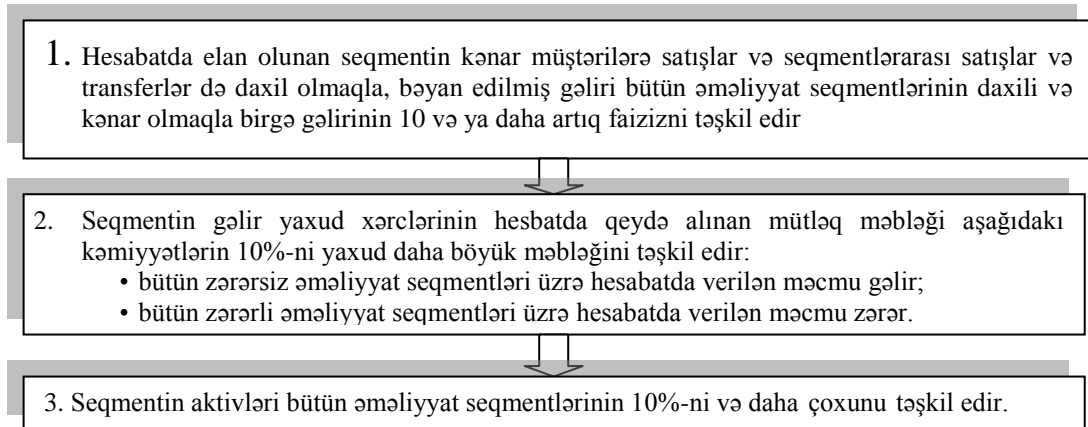 1. Hesabatda elan olunan seqmentin kənar müştərilərə satışlar və seqmentlərarası satışlar və
transferlər də daxil olmaqla, bəyan edilmiş gəliri bütün əməliyyat seqmentlərinin daxili və
kənar olmaqla birgə gəlirinin 10 və ya daha artıq faizizni təşkil edir
2. Seqmentin gəlir yaxud xərclərinin hesbatda qeydə alınan mütləq məbləği aşağıdakı
kəmiyyətlərin 10%-ni yaxud daha böyük məbləğini təşkil edir:
• bütün zərərsiz əməliyyat seqmentləri üzrə hesabatda verilən məcmu gəlir;
• bütün zərərli əməliyyat seqmentləri üzrə hesabatda verilən məcmu zərər.
3. Seqmentin aktivləri bütün əməliyyat seqmentlərinin 10%-ni və daha çoxunu təşkil edir.